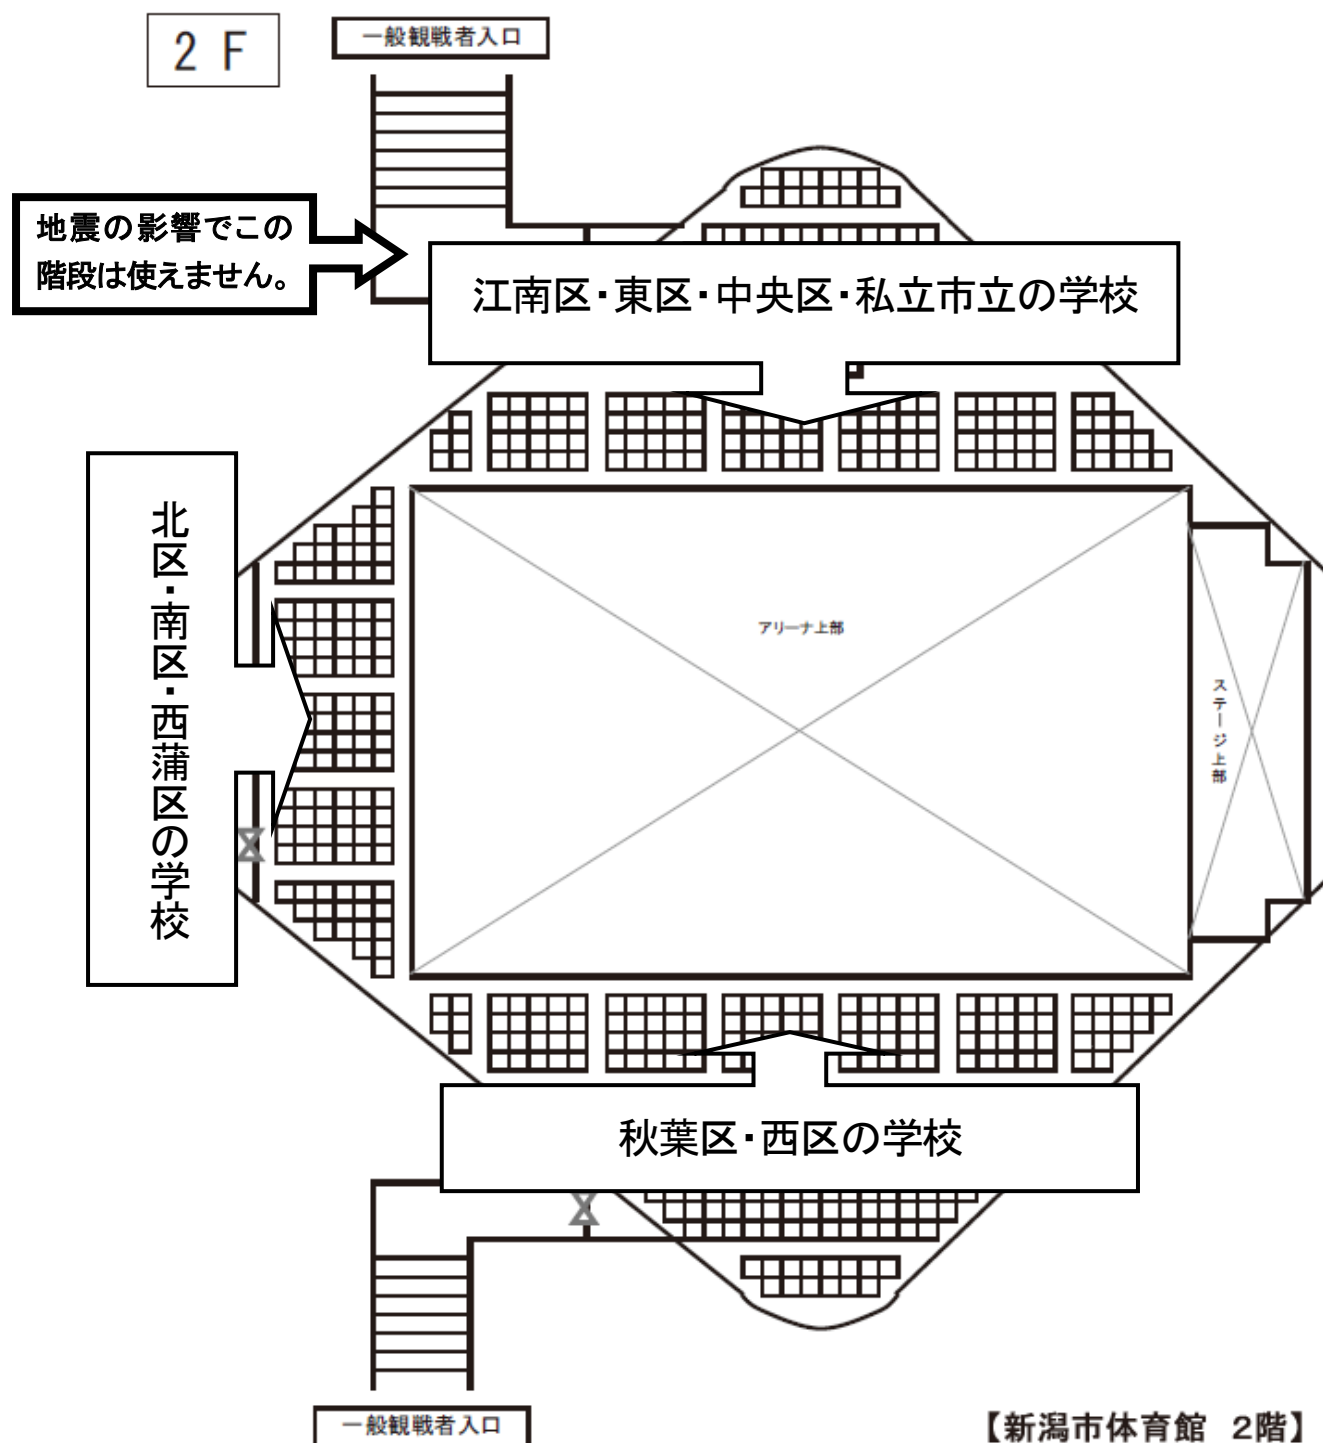 2 F
一般観戦者入口
地震の影響でこの
階段は使えません。
江南区・東区・中央区・私立市立の学校
北区・南区・西蒲区の学校
アリーナ上部
ステージ上部
秋葉区・西区の学校
一般観戦者入口
【新潟市体育館 2階】